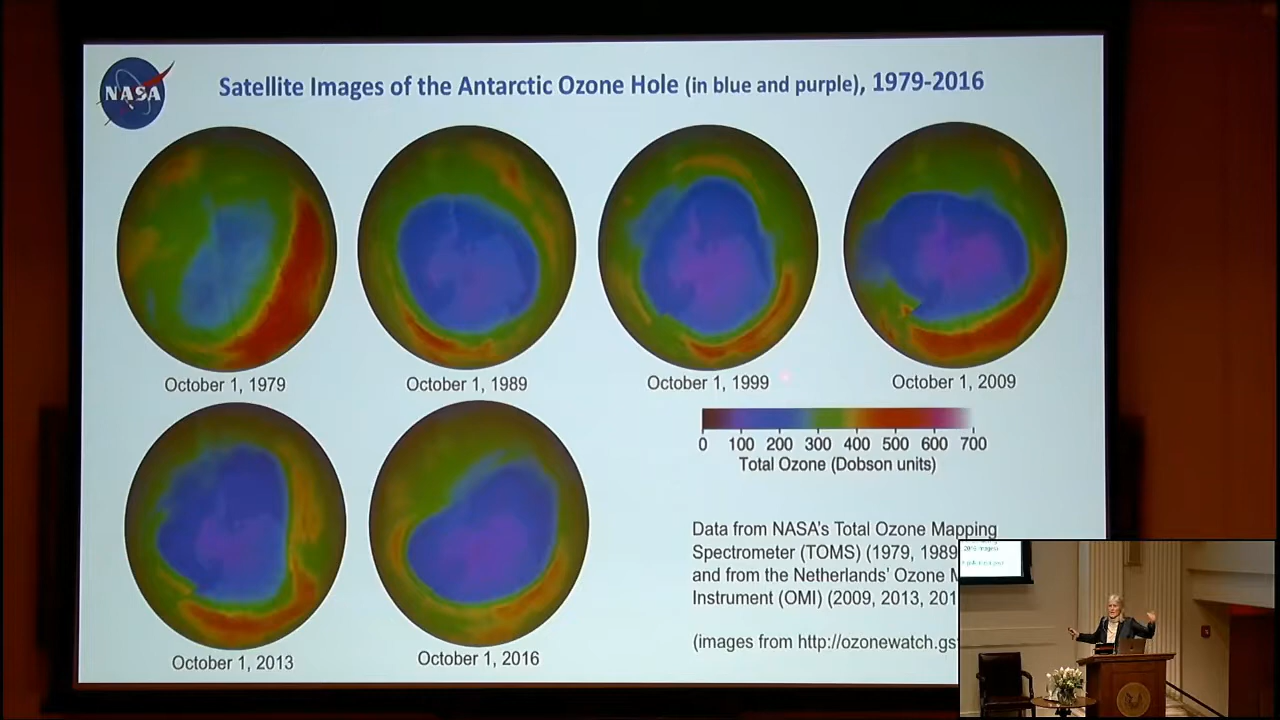 NASA
Satellite Images of the Antarctic Ozone Hole (in blue and purple), 1979-2016
October 1, 1979
October 1, 1989
October 1, 1999
October 1, 2009
0 100 200 300 400 500 600 700
Total Ozone (Dobson units)
October 1, 2013
October 1, 2016
Data from NASA's Total Ozone Mapping
Spectrometer (TOMS) (1979, 1989
and from the Netherlands' Ozone M
Instrument (OMI) (2009, 2013, 201
(images from http://ozonewatch.gs